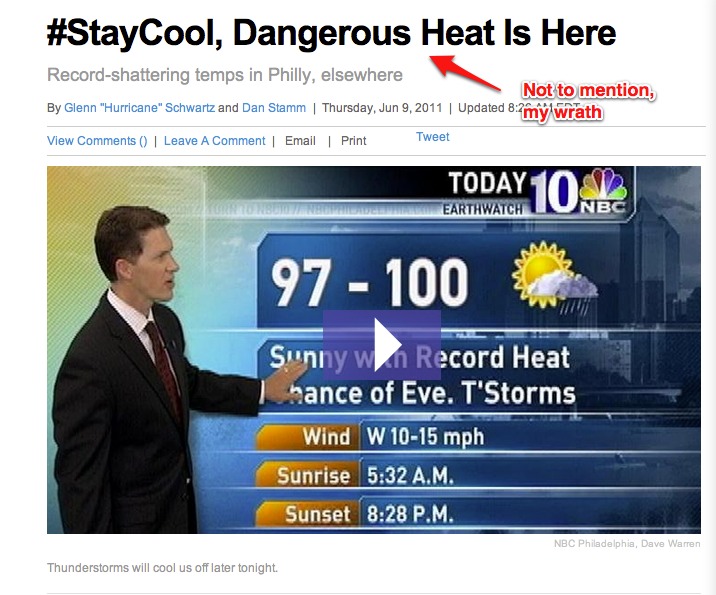 #StayCool, Dangerous Heat Is Here
Record-shattering temps in Philly, elsewhere
Not to mention,
my wrath
By Glenn "Hurricane" Schwartz and Dan Stamm | Thursday, Jun 9, 2011 | Updated 8:29 AM EDT
View Comments () | Leave A Comment | Email | Print
Tweet
TODAY 10
EARTHWATCH NBC
97 - 100
Sunny with Record Heat
Chance of Eve. T'Storms
Wind W 10-15 mph
Sunrise 5:32 A.M.
Sunset 8:28 P.M.
NBC Philadelphia, Dave Warren
Thunderstorms will cool us off later tonight.